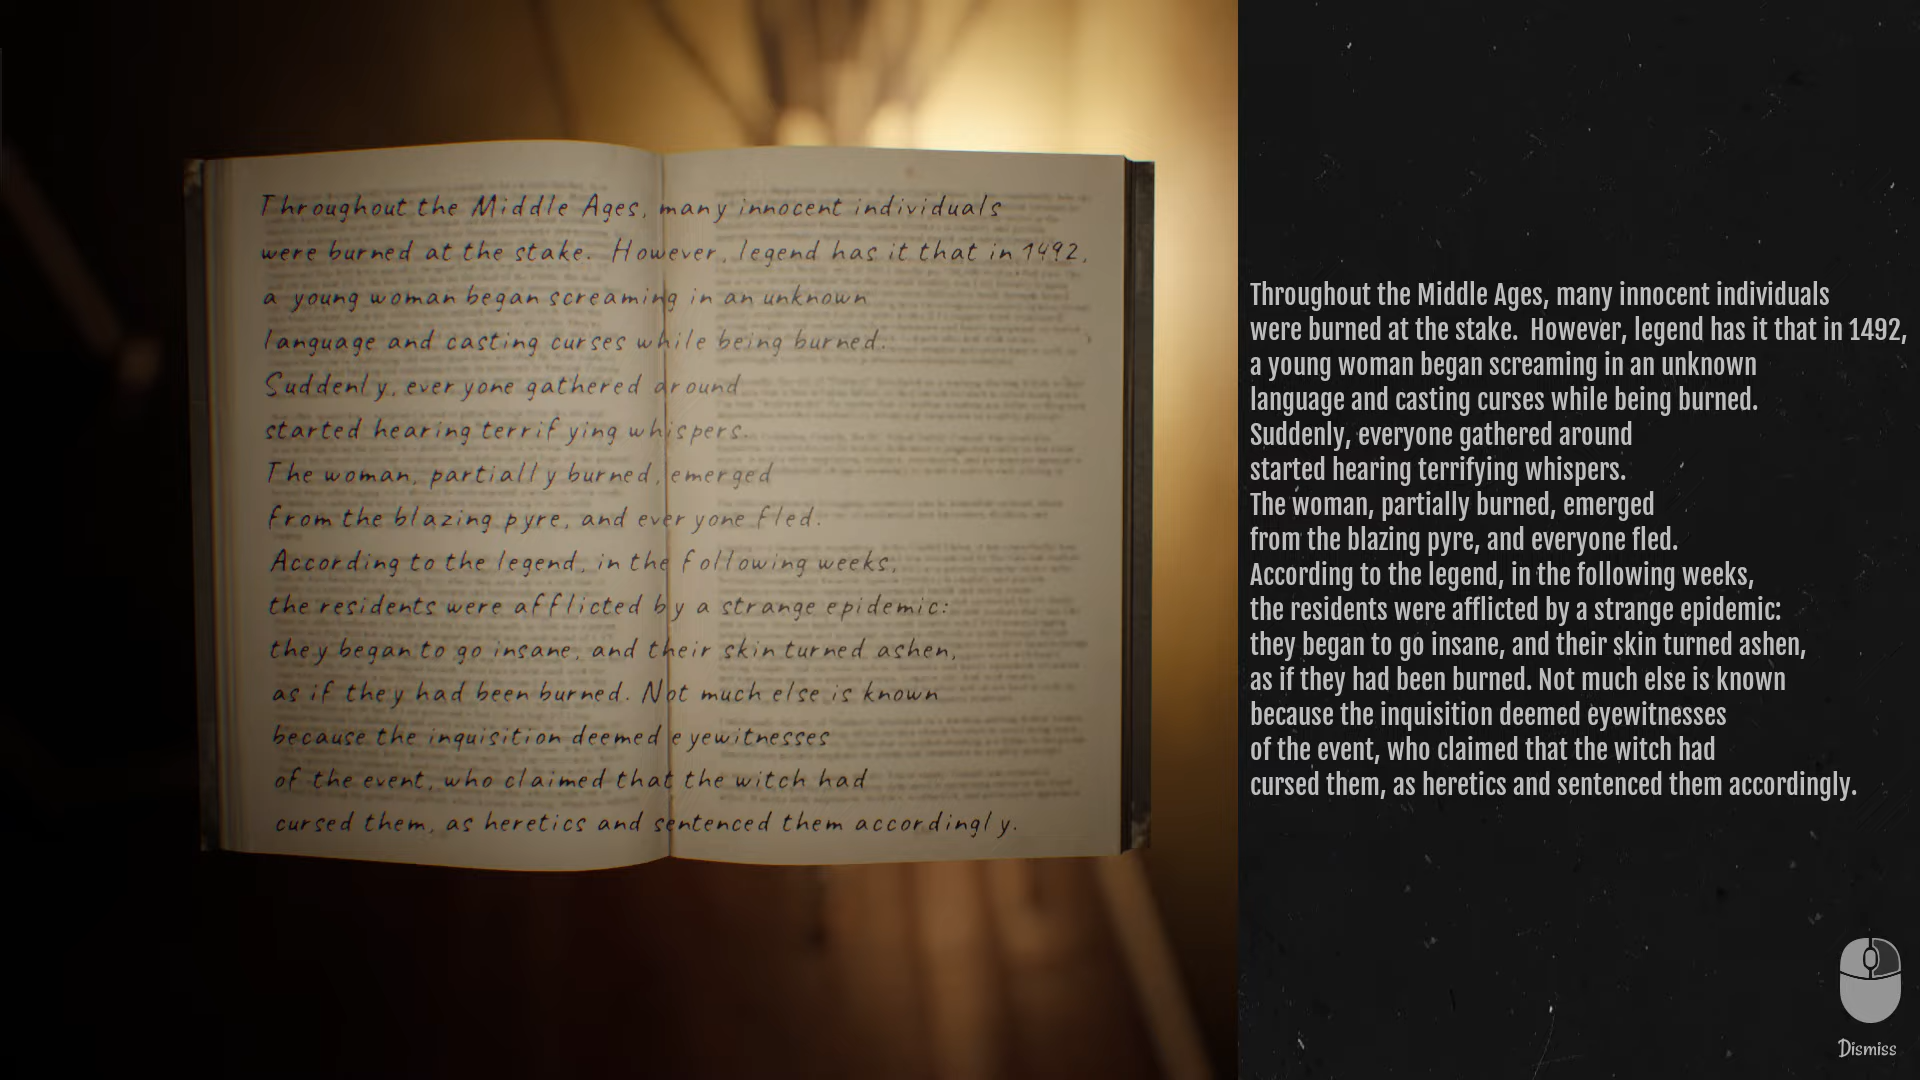 Throughout the Middle Ages, many innocent individuals
were burned at the stake.  However, legend has it that in 1492,
a young woman began screaming in an unknown
language and casting curses while being burned.
Suddenly, everyone gathered around
started hearing terrifying whispers.
The woman, partially burned, emerged
from the blazing pyre, and everyone fled.
According to the legend, in the following weeks,
the residents were afflicted by a strange epidemic:
they began to go insane, and their skin turned ashen,
as if they had been burned. Not much else is known
because the inquisition deemed eyewitnesses
of the event, who claimed that the witch had
cursed them, as heretics and sentenced them accordingly.
Throughout the Middle Ages, many innocent individuals
were burned at the stake.  However, legend has it that in 1492,
a young woman began screaming in an unknown
language and casting curses while being burned.
Suddenly, everyone gathered around
started hearing terrifying whispers.
The woman, partially burned, emerged
from the blazing pyre, and everyone fled.
According to the legend, in the following weeks,
the residents were afflicted by a strange epidemic:
they began to go insane, and their skin turned ashen,
as if they had been burned. Not much else is known
because the inquisition deemed eyewitnesses
of the event, who claimed that the witch had
cursed them, as heretics and sentenced them accordingly.
Dismiss